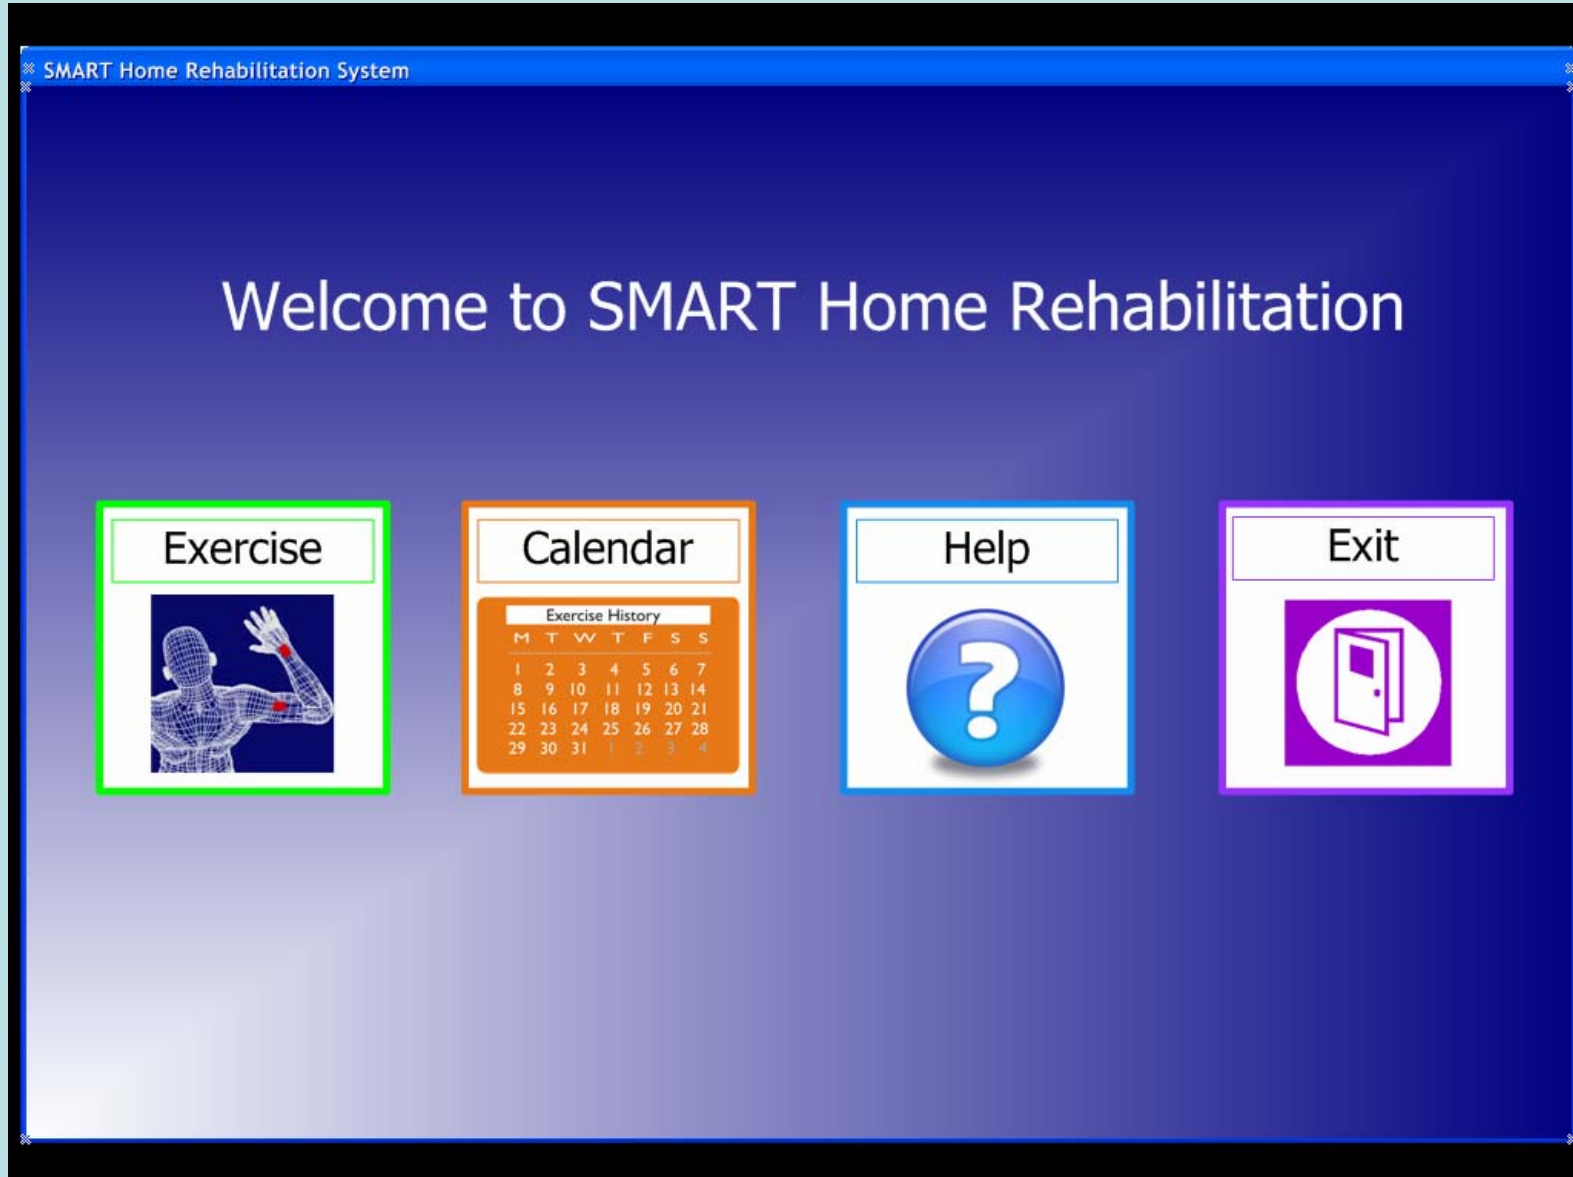 SMART Home Rehabilitation System
Welcome to SMART Home Rehabilitation
Exercise
Calendar
Exercise History
M T W T F S S
1 2 3 4 5 6 7
8 9 10 11 12 13 14
15 16 17 18 19 20 21
22 23 24 25 26 27 28
29 30 31 1 2 3 4
Help
?
Exit